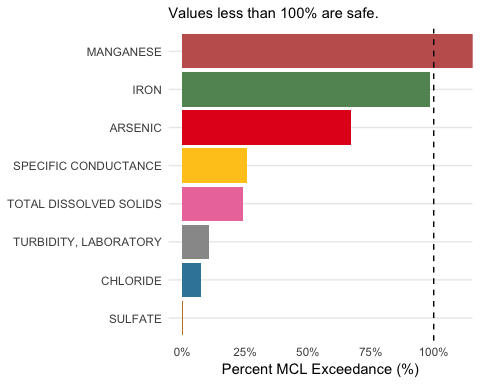 Values less than 100% are safe.
MANGANESE
IRON
ARSENIC
SPECIFIC CONDUCTANCE
TOTAL DISSOLVED SOLIDS
TURBIDITY, LABORATORY
CHLORIDE
SULFATE
0% 25% 50% 75% 100%
Percent MCL Exceedance (%)